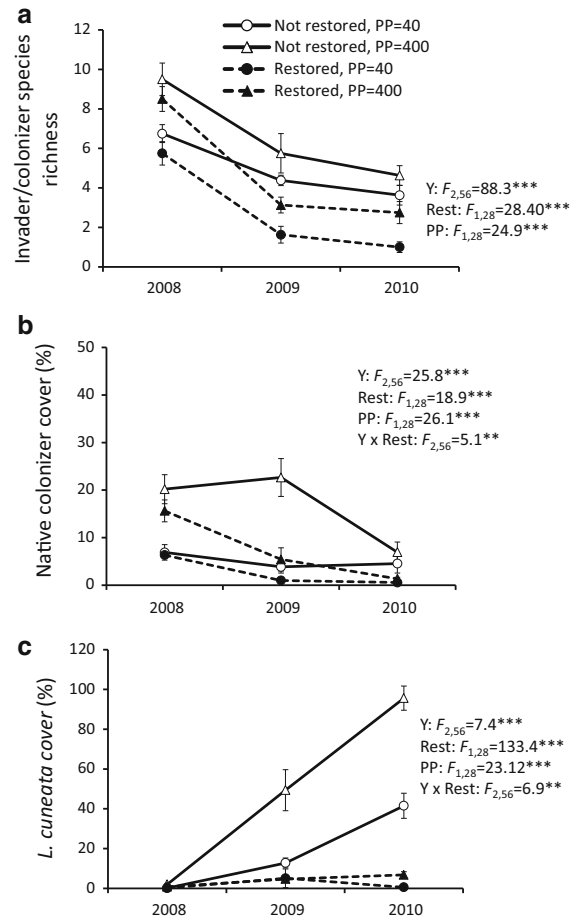 a
Not restored, PP=40
Not restored, PP=400
Restored, PP=40
Restored, PP=400
Invader/colonizer species
richness
12
10
8
6
4
2
0
Y: F2,56=88.3***
Rest: F1,28=28.40***
PP: F1,28=24.9***
2008 2009 2010
b
Native colonizer cover (%)
50
40
30
20
10
0
Y: F2,56=25.8***
Rest: F1,28=18.9***
PP: F1,28=26.1***
Y x Rest: F2,56=5.1**
2008 2009 2010
c
L. cuneata cover (%)
120
100
80
60
40
20
0
Y: F2,56=7.4***
Rest: F1,28=133.4***
PP: F1,28=23.12***
Y x Rest: F2,56=6.9**
2008 2009 2010